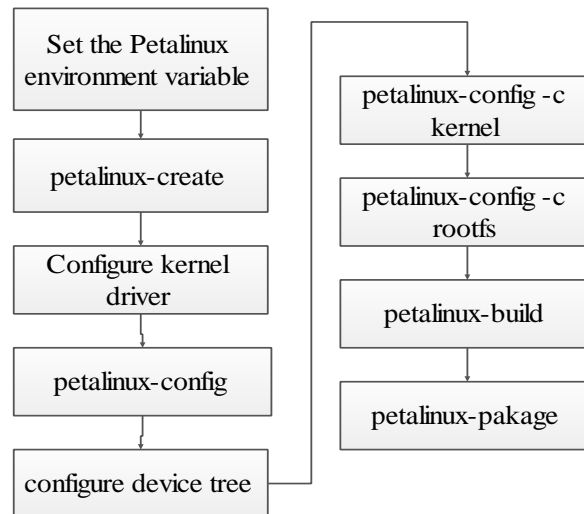 Set the Petalinux
environment variable
petalinux-create
Configure kernel
driver
petalinux-config
configure device tree
petalinux-config -c
kernel
petalinux-config -c
rootfs
petalinux-build
petalinux-pakage